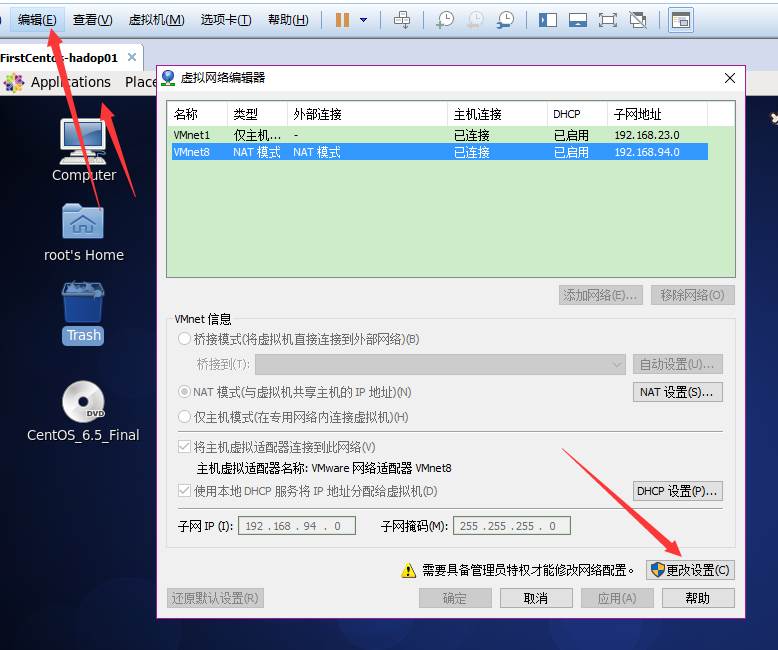 编辑(E) 查看(V) 虚拟机(M) 选项卡(T) 帮助(H)
FirstCentos-hadop01
Applications Place
Computer
root's Home
Trash
DVD
CentOS_6.5_Final
虚拟网络编辑器
名称 类型 外部连接 主机连接 DHCP 子网地址
VMnet1 仅主机... - 已连接 已启用 192.168.23.0
VMnet8 NAT 模式 NAT 模式 已连接 已启用 192.168.94.0
添加网络(E)... 移除网络(O)
VMnet 信息
桥接模式(将虚拟机直接连接到外部网络)(B)
桥接到(T): 自动设置(U)...
NAT 模式(与虚拟机共享主机的 IP 地址)(N) NAT 设置(S)...
仅主机模式(在专用网络内连接虚拟机)(H)
将主机虚拟适配器连接到此网络(V)
主机虚拟适配器名称: VMware 网络适配器 VMnet8
使用本地 DHCP 服务将 IP 地址分配给虚拟机(D) DHCP 设置(P)...
子网 IP (I): 192 . 168 . 94 . 0 子网掩码(M): 255 . 255 . 255 . 0
需要具备管理员特权才能修改网络配置。 更改设置(C)
还原默认设置(R) 确定 取消 应用(A) 帮助